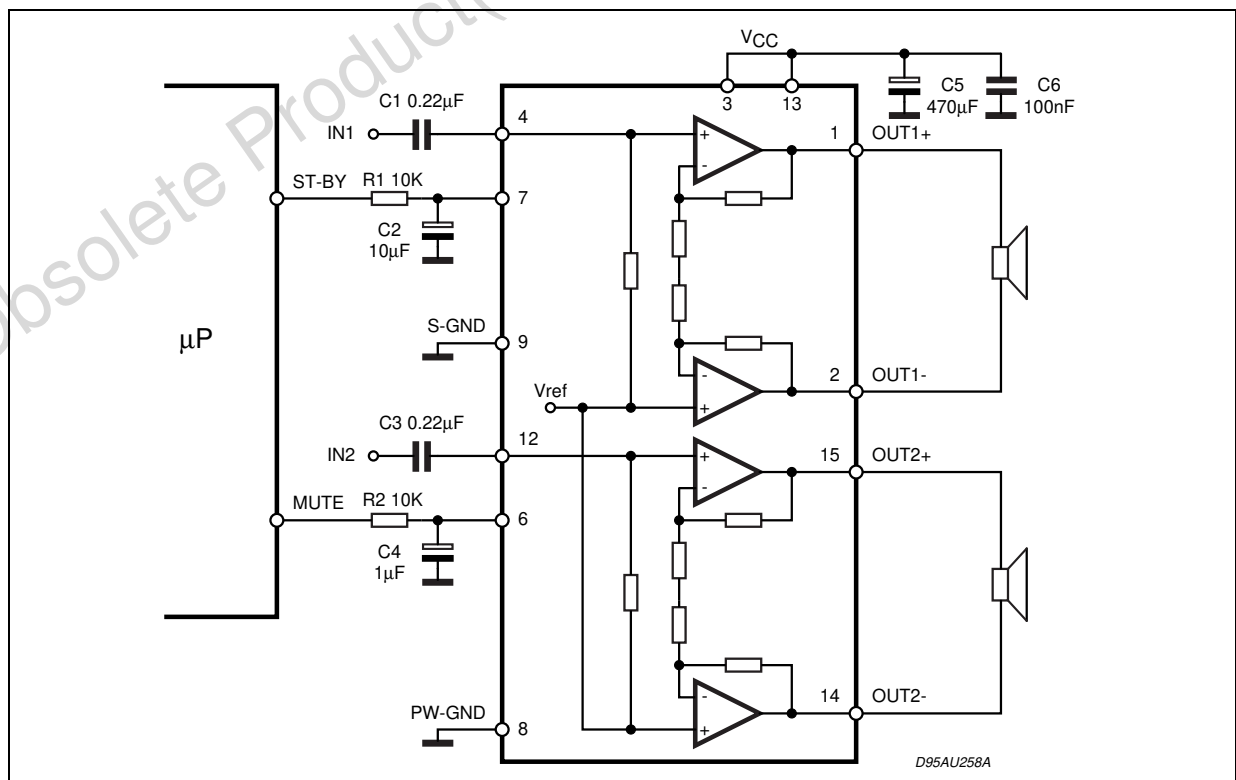 Obsolete Product(
VCC
3
13
C5
470µF
C6
100nF
C1 0.22µF
IN1
4
1
OUT1+
+
-
ST-BY
R1 10K
7
C2
10µF
S-GND
9
µP
-
+
2
OUT1-
Vref
C3 0.22µF
IN2
12
+
-
15
OUT2+
MUTE
R2 10K
6
C4
1µF
-
+
14
OUT2-
PW-GND
8
D95AU258A